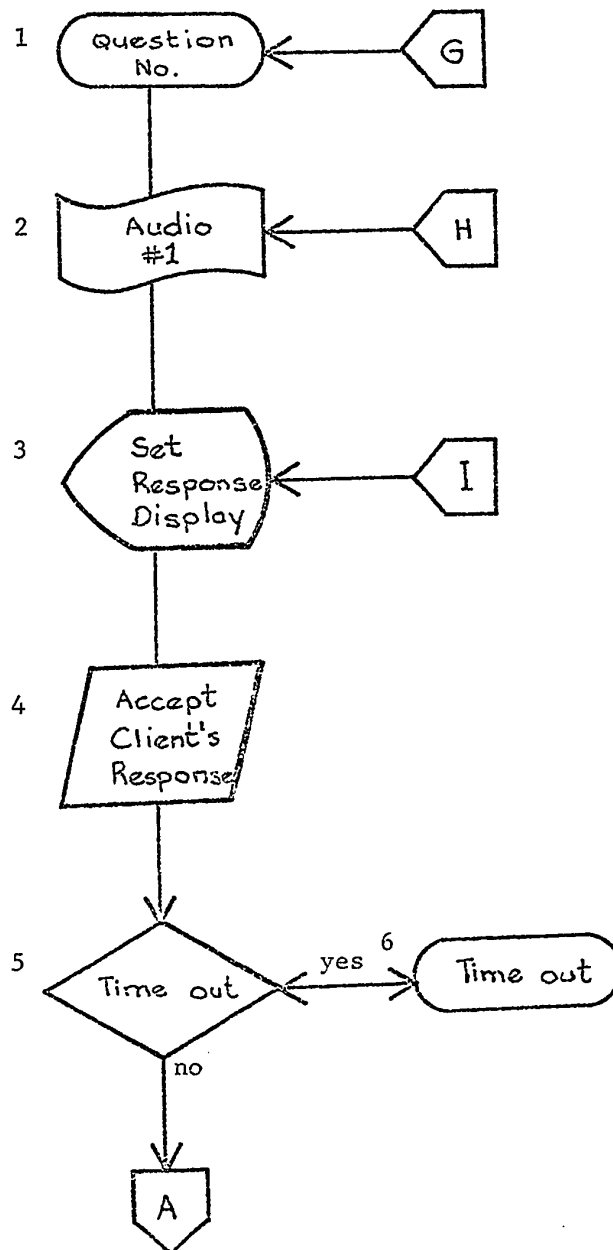 1
Question
No.
G
2
Audio
#1
H
3
Set
Response
Display
I
4
Accept
Client's
Response
5
Time out
yes
6
Time out
no
A